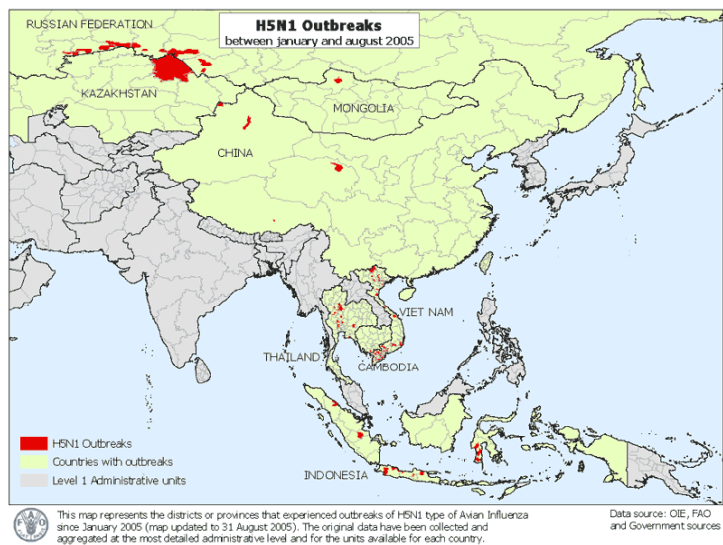 H5N1 Outbreaks
between january and august 2005
RUSSIAN FEDERATION
KAZAKHSTAN
MONGOLIA
CHINA
VIET NAM
THAILAND
CAMBODIA
INDONESIA
H5N1 Outbreaks
Countries with outbreaks
Level 1 Administrative units
This map represents the districts or provinces that experienced outbreaks of H5N1 type of Avian Influenza
since January 2005 (map updated to 31 August 2005). The original data have been collected and
aggregated at the most detailed administrative level and for the units available for each country.
Data source: OIE, FAO
and Government sources